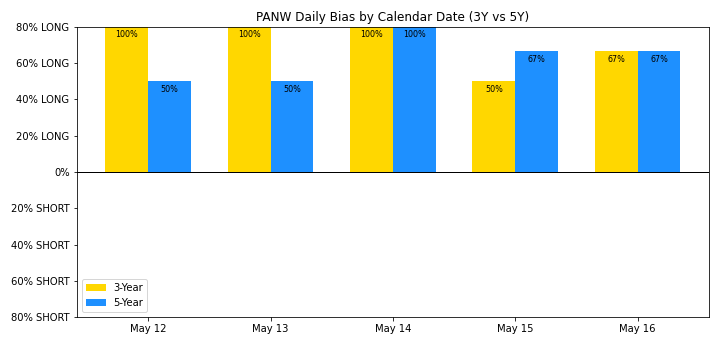 PANW Daily Bias by Calendar Date (3Y vs 5Y)
80% LONG
60% LONG
40% LONG
20% LONG
0%
20% SHORT
40% SHORT
60% SHORT
80% SHORT
100%
50%
100%
50%
100%
100%
50%
67%
67%
67%
3-Year
5-Year
May 12
May 13
May 14
May 15
May 16